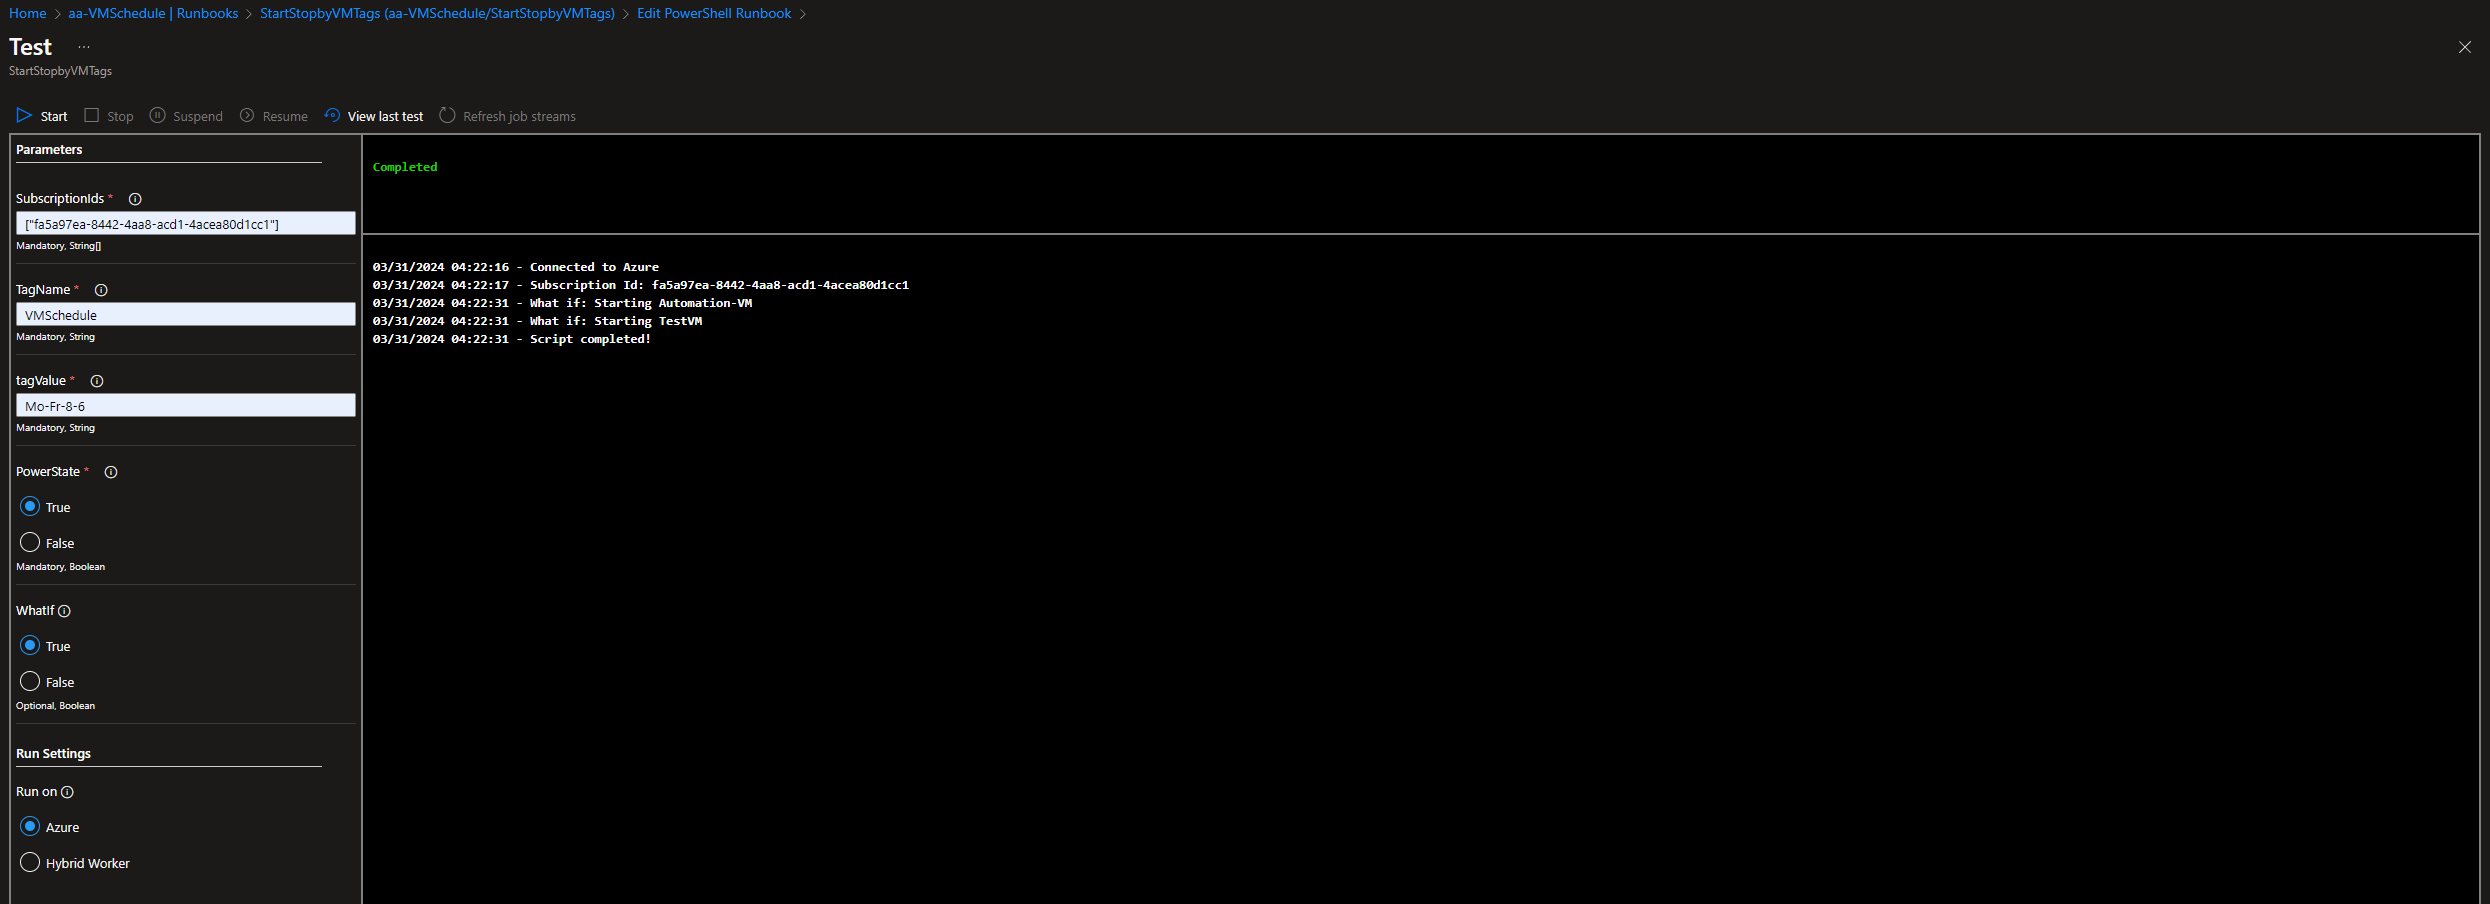 Home > aa-VMSchedule | Runbooks > StartStopbyVMTags (aa-VMSchedule/StartStopbyVMTags) > Edit PowerShell Runbook >
Test ...
StartStopbyVMTags
Start Stop Suspend Resume View last test Refresh job streams
Parameters
SubscriptionIds *
["fa5a97ea-8442-4aa8-acd1-4acea80d1cc1"]
Mandatory, String[]
TagName *
VMSchedule
Mandatory, String
tagValue *
Mo-Fr-8-6
Mandatory, String
PowerState *
True
False
Mandatory, Boolean
WhatIf
True
False
Optional, Boolean
Run Settings
Run on
Azure
Hybrid Worker
Completed
03/31/2024 04:22:16 - Connected to Azure
03/31/2024 04:22:17 - Subscription Id: fa5a97ea-8442-4aa8-acd1-4acea80d1cc1
03/31/2024 04:22:31 - What if: Starting Automation-VM
03/31/2024 04:22:31 - What if: Starting TestVM
03/31/2024 04:22:31 - Script completed!